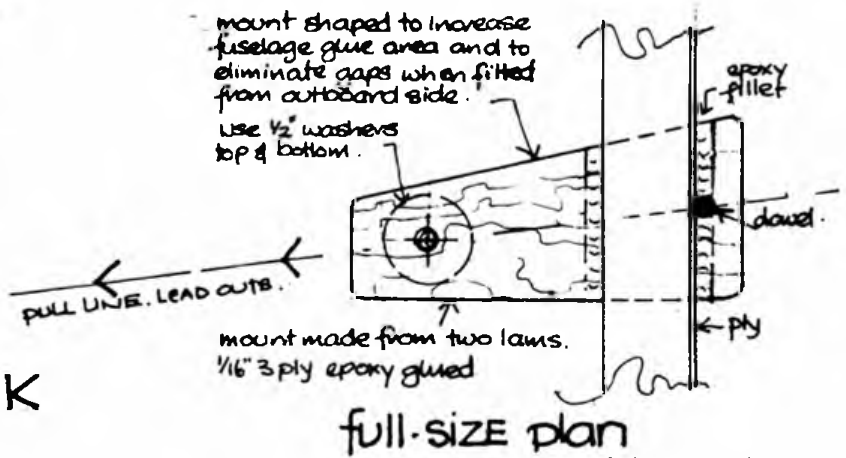 mount shaped to increase
fuselage glue area and to
eliminate gaps when fitted
from outboard side.
use 1/2" washers
top & bottom.
epoxy
fillet
dowel.
PULL LINE. LEAD OUTS.
mount made from two lams.
1/16" 3 ply epoxy glued
ply
K
full-size plan